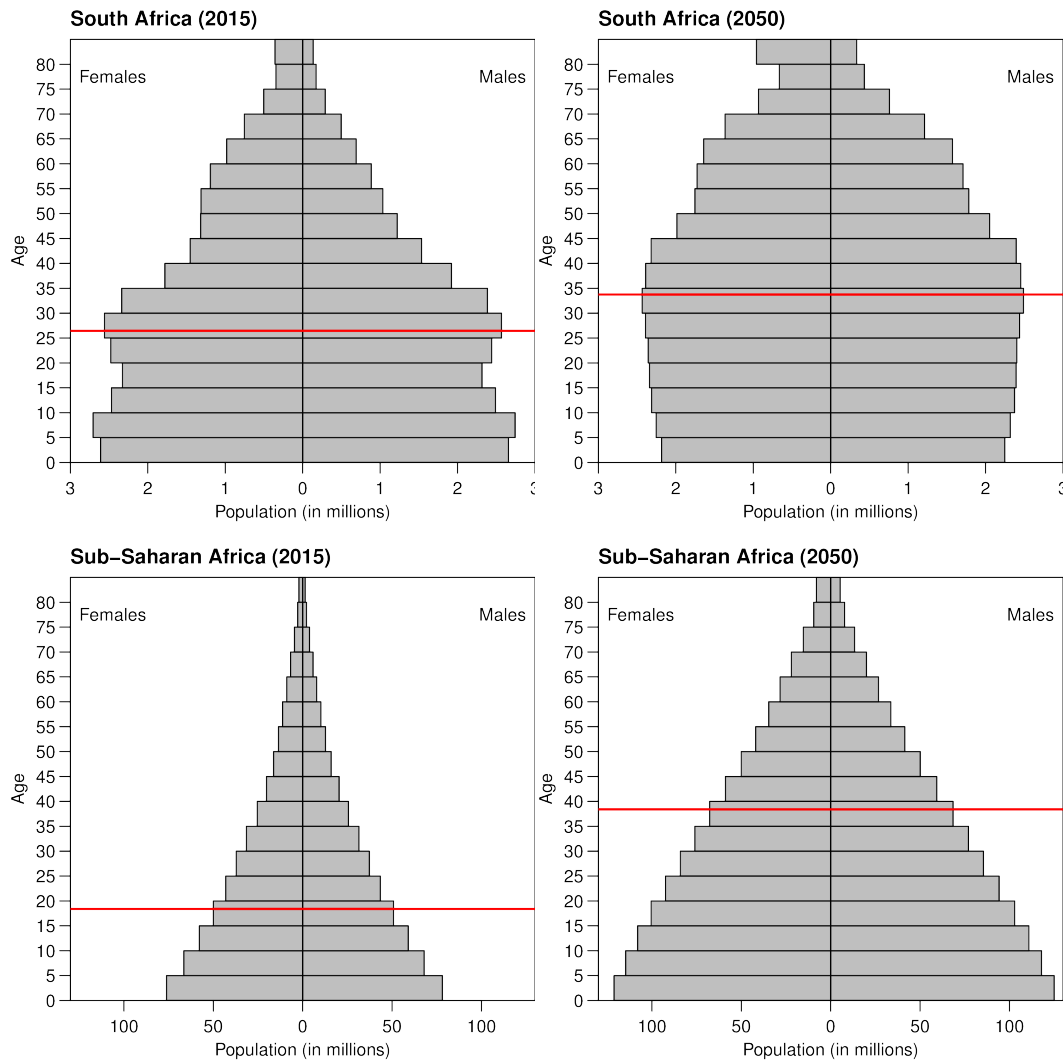 South Africa (2015)
Females
Males
80
75
70
65
60
55
50
45
40
35
30
25
20
15
10
5
0
Age
3 2 1 0 1 2 3
Population (in millions)
South Africa (2050)
Females
Males
80
75
70
65
60
55
50
45
40
35
30
25
20
15
10
5
0
Age
3 2 1 0 1 2 3
Population (in millions)
Sub−Saharan Africa (2015)
Females
Males
80
75
70
65
60
55
50
45
40
35
30
25
20
15
10
5
0
Age
100 50 0 50 100
Population (in millions)
Sub−Saharan Africa (2050)
Females
Males
80
75
70
65
60
55
50
45
40
35
30
25
20
15
10
5
0
Age
100 50 0 50 100
Population (in millions)